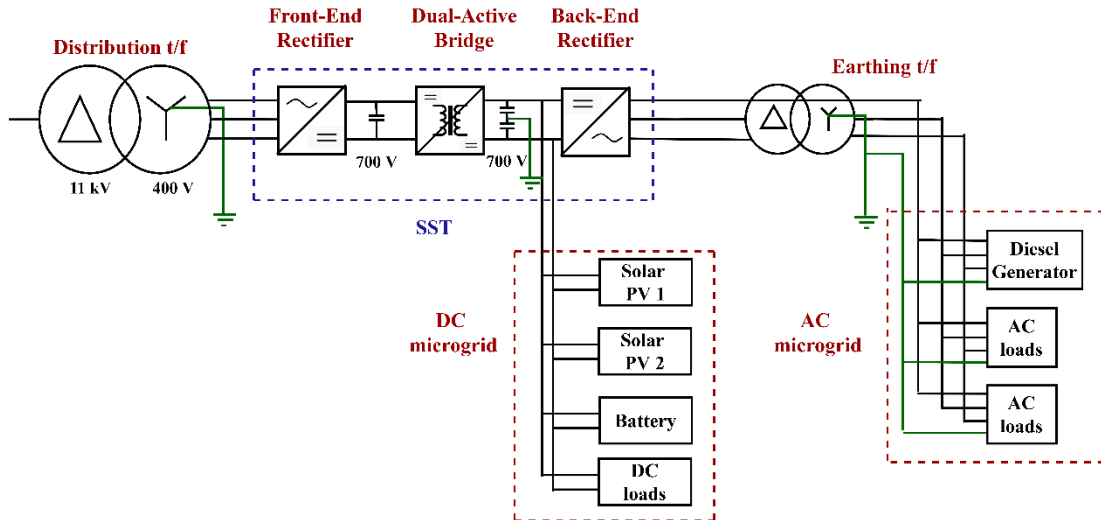 Front-End
Rectifier
Dual-Active
Bridge
Back-End
Rectifier
Distribution t/f
Earthing t/f
700 V
700 V
11 kV
400 V
SST
Solar
PV 1
Solar
PV 2
Battery
DC
loads
DC
microgrid
AC
microgrid
Diesel
Generator
AC
loads
AC
loads